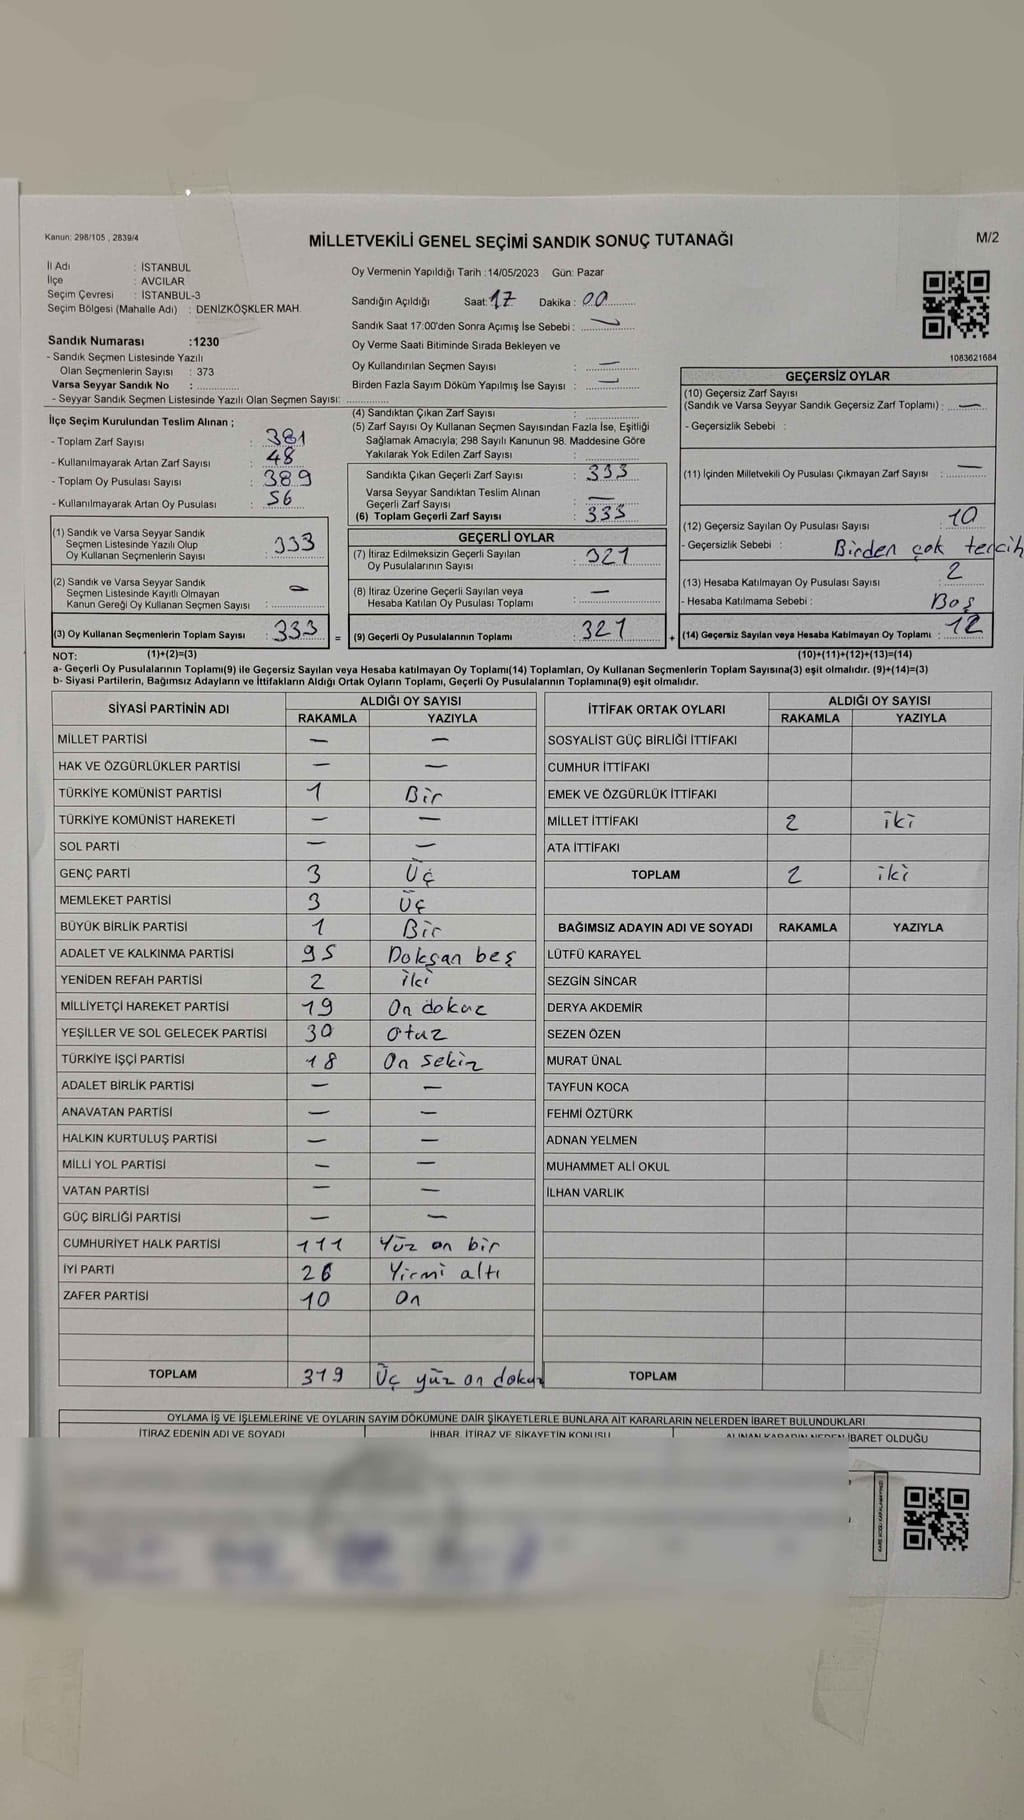 Kanun: 298/105 , 2839/4
MİLLETVEKİLİ GENEL SEÇİMİ SANDIK SONUÇ TUTANAĞI
M/2
İl Adı : İSTANBUL
İlçe : AVCILAR
Seçim Çevresi : İSTANBUL-3
Seçim Bölgesi (Mahalle Adı) : DENİZKÖŞKLER MAH.
Sandık Numarası :1230
- Sandık Seçmen Listesinde Yazılı
Olan Seçmenlerin Sayısı : 373
Varsa Seyyar Sandık No :
- Seyyar Sandık Seçmen Listesinde Yazılı Olan Seçmen Sayısı:
Oy Vermenin Yapıldığı Tarih :14/05/2023 Gün: Pazar
Sandığın Açıldığı Saat: 17 Dakika : 00
Sandık Saat 17:00'den Sonra Açımış İse Sebebi : —
Oy Verme Saati Bitiminde Sırada Bekleyen ve
Oy Kullandırılan Seçmen Sayısı : —
Birden Fazla Sayım Döküm Yapılmış İse Sayısı : —
1083621684
İlçe Seçim Kurulundan Teslim Alınan ;
- Toplam Zarf Sayısı : 381
- Kullanılmayarak Artan Zarf Sayısı : 48
- Toplam Oy Pusulası Sayısı : 389
- Kullanılmayarak Artan Oy Pusulası : 56
(1) Sandık ve Varsa Seyyar Sandık
Seçmen Listesinde Yazılı Olup
Oy Kullanan Seçmenlerin Sayısı : 333
(2) Sandık ve Varsa Seyyar Sandık
Seçmen Listesinde Kayıtlı Olmayan
Kanun Gereği Oy Kullanan Seçmen Sayısı :
(3) Oy Kullanan Seçmenlerin Toplam Sayısı : 333 =
(4) Sandıktan Çıkan Zarf Sayısı :
(5) Zarf Sayısı Oy Kullanan Seçmen Sayısından Fazla İse, Eşitliği
Sağlamak Amacıyla; 298 Sayılı Kanunun 98. Maddesine Göre
Yakılarak Yok Edilen Zarf Sayısı :
Sandıkta Çıkan Geçerli Zarf Sayısı : 333
Varsa Seyyar Sandıktan Teslim Alınan
Geçerli Zarf Sayısı : —
(6) Toplam Geçerli Zarf Sayısı : 333
GEÇERLİ OYLAR
(7) İtiraz Edilmeksizin Geçerli Sayılan
Oy Pusulalarının Sayısı : 321
(8) İtiraz Üzerine Geçerli Sayılan veya
Hesaba Katılan Oy Pusulası Toplamı : —
(9) Geçerli Oy Pusulalarının Toplamı : 321 +
GEÇERSİZ OYLAR
(10) Geçersiz Zarf Sayısı
(Sandık ve Varsa Seyyar Sandık Geçersiz Zarf Toplamı) : —
- Geçersizlik Sebebi :
(11) İçinden Milletvekili Oy Pusulası Çıkmayan Zarf Sayısı : —
(12) Geçersiz Sayılan Oy Pusulası Sayısı : 10
- Geçersizlik Sebebi : Birden çok tercih
(13) Hesaba Katılmayan Oy Pusulası Sayısı : 2
- Hesaba Katılmama Sebebi : Boş
(14) Geçersiz Sayılan veya Hesaba Katılmayan Oy Toplamı : 12
NOT: (1)+(2)=(3) (10)+(11)+(12)+(13)=(14)
a- Geçerli Oy Pusulalarının Toplamı(9) ile Geçersiz Sayılan veya Hesaba katılmayan Oy Toplamı(14) Toplamları, Oy Kullanan Seçmenlerin Toplam Sayısına(3) eşit olmalıdır. (9)+(14)=(3)
b- Siyasi Partilerin, Bağımsız Adayların ve İttifakların Aldığı Ortak Oyların Toplamı, Geçerli Oy Pusulalarının Toplamına(9) eşit olmalıdır.
SİYASİ PARTİNİN ADI ALDIĞI OY SAYISI
RAKAMLA YAZIYLA
MİLLET PARTİSİ — —
HAK VE ÖZGÜRLÜKLER PARTİSİ — —
TÜRKİYE KOMÜNİST PARTİSİ 1 Bir
TÜRKİYE KOMÜNİST HAREKETİ — —
SOL PARTİ — —
GENÇ PARTİ 3 Üç
MEMLEKET PARTİSİ 3 Üç
BÜYÜK BİRLİK PARTİSİ 1 Bir
ADALET VE KALKINMA PARTİSİ 95 Doksan beş
YENİDEN REFAH PARTİSİ 2 iki
MİLLİYETÇİ HAREKET PARTİSİ 19 On dokuz
YEŞİLLER VE SOL GELECEK PARTİSİ 30 otuz
TÜRKİYE İŞÇİ PARTİSİ 18 On sekiz
ADALET BİRLİK PARTİSİ — —
ANAVATAN PARTİSİ — —
HALKIN KURTULUŞ PARTİSİ — —
MİLLİ YOL PARTİSİ — —
VATAN PARTİSİ — —
GÜÇ BİRLİĞİ PARTİSİ — —
CUMHURİYET HALK PARTİSİ 111 Yüz on bir
İYİ PARTİ 26 Yirmi altı
ZAFER PARTİSİ 10 On
TOPLAM 319 Üç yüz on dokuz
İTTİFAK ORTAK OYLARI ALDIĞI OY SAYISI
RAKAMLA YAZIYLA
SOSYALİST GÜÇ BİRLİĞİ İTTİFAKI
CUMHUR İTTİFAKI
EMEK VE ÖZGÜRLÜK İTTİFAKI
MİLLET İTTİFAKI 2 iki
ATA İTTİFAKI
TOPLAM 2 iki
BAĞIMSIZ ADAYIN ADI VE SOYADI RAKAMLA YAZIYLA
LÜTFÜ KARAYEL
SEZGİN SİNCAR
DERYA AKDEMİR
SEZEN ÖZEN
MURAT ÜNAL
TAYFUN KOCA
FEHMİ ÖZTÜRK
ADNAN YELMEN
MUHAMMET ALİ OKUL
İLHAN VARLIK
TOPLAM
OYLAMA İŞ VE İŞLEMLERİNE VE OYLARIN SAYIM DÖKÜMÜNE DAİR ŞİKAYETLERLE BUNLARA AİT KARARLARIN NELERDEN İBARET BULUNDUKLARI
İTİRAZ EDENİN ADI VE SOYADI İHBAR, İTİRAZ VE ŞİKAYETİN KONUSU ALINAN KARARIN NEDEN İBARET OLDUĞU